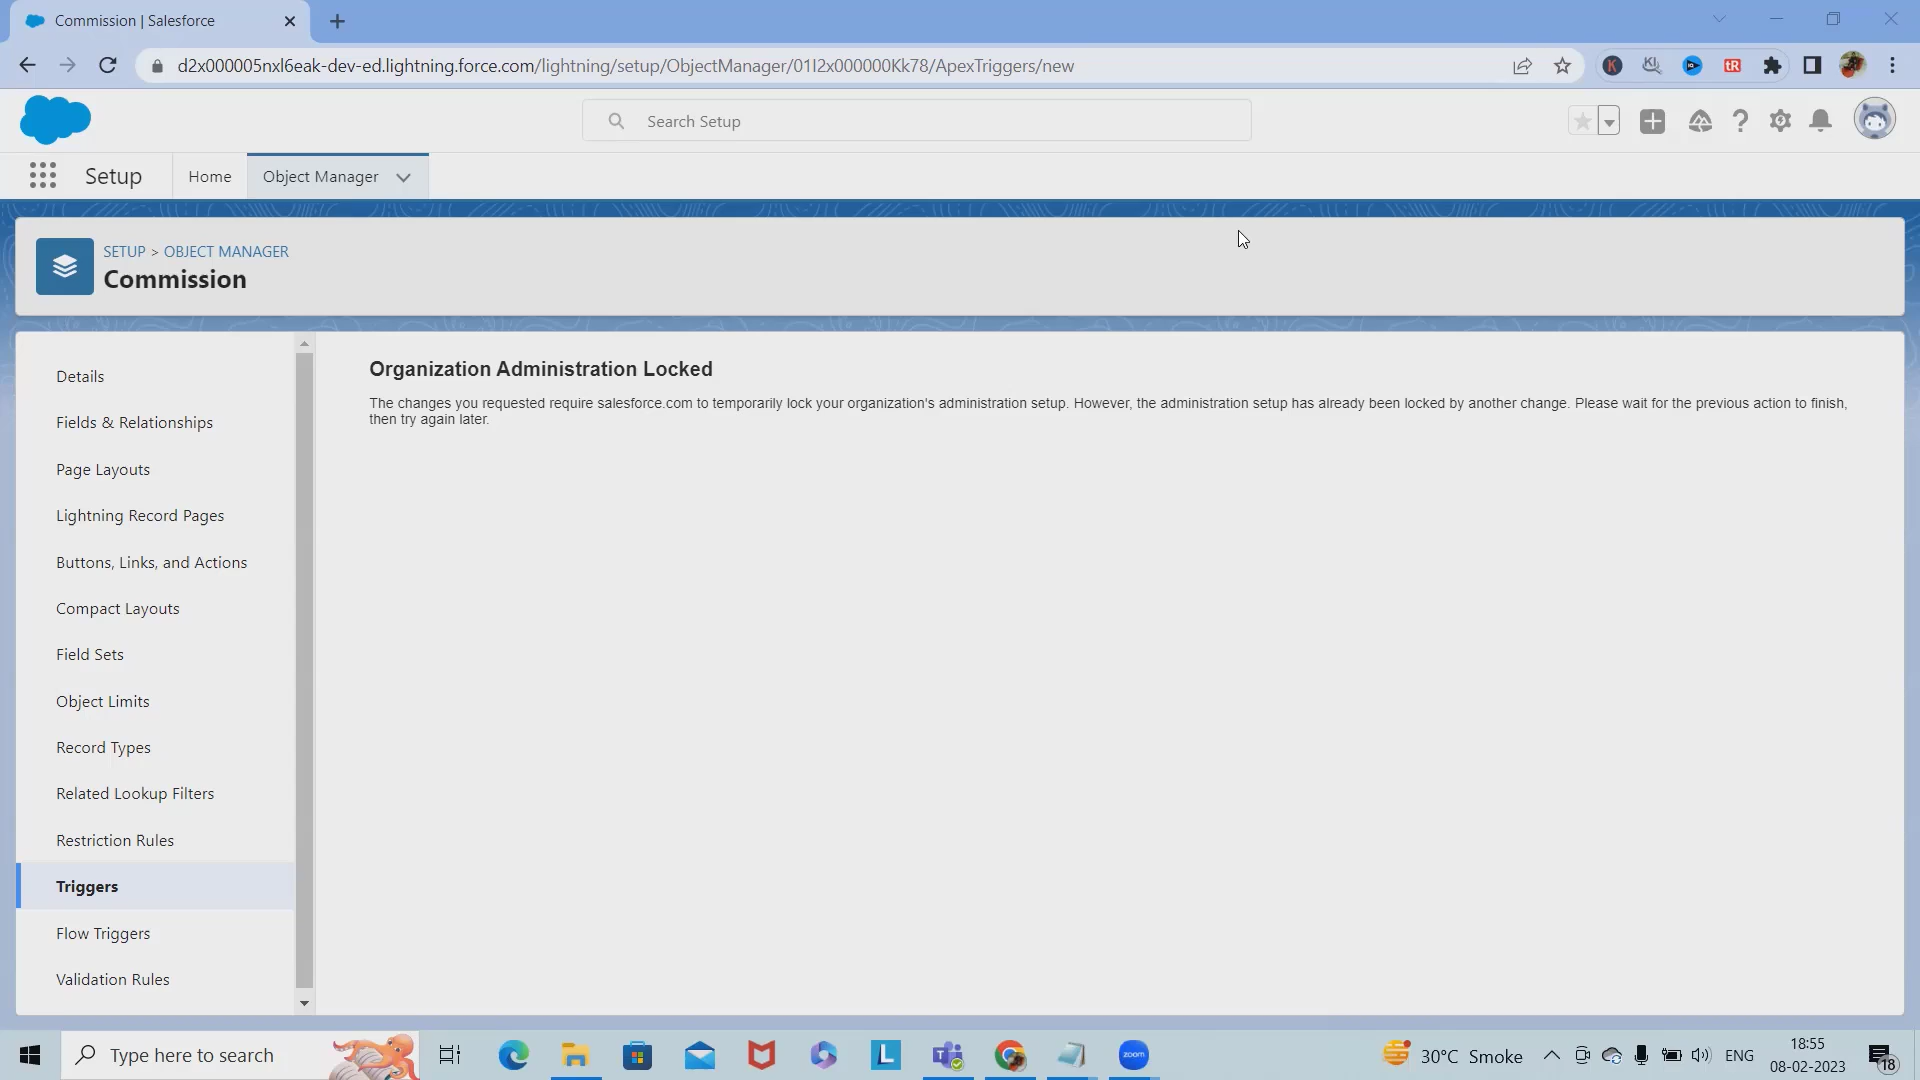 Commission | Salesforce
d2x000005nxl6eak-dev-ed.lightning.force.com/lightning/setup/ObjectManager/01I2x000000Kk78/ApexTriggers/new
Search Setup
Setup
Home
Object Manager
SETUP > OBJECT MANAGER
Commission
Details
Fields & Relationships
Page Layouts
Lightning Record Pages
Buttons, Links, and Actions
Compact Layouts
Field Sets
Object Limits
Record Types
Related Lookup Filters
Restriction Rules
Triggers
Flow Triggers
Validation Rules
Organization Administration Locked
The changes you requested require salesforce.com to temporarily lock your organization's administration setup. However, the administration setup has already been locked by another change. Please wait for the previous action to finish,
then try again later.
Type here to search
L
zoom
30°C Smoke
ENG
18:55
08-02-2023
18